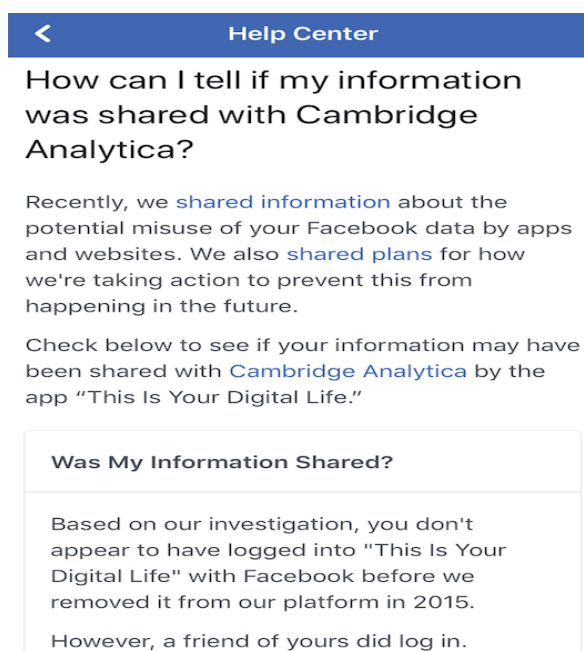 Help Center
How can I tell if my information
was shared with Cambridge
Analytica?
Recently, we shared information about the
potential misuse of your Facebook data by apps
and websites. We also shared plans for how
we're taking action to prevent this from
happening in the future.
Check below to see if your information may have
been shared with Cambridge Analytica by the
app “This Is Your Digital Life.”
Was My Information Shared?
Based on our investigation, you don't
appear to have logged into "This Is Your
Digital Life" with Facebook before we
removed it from our platform in 2015.
However, a friend of yours did log in.